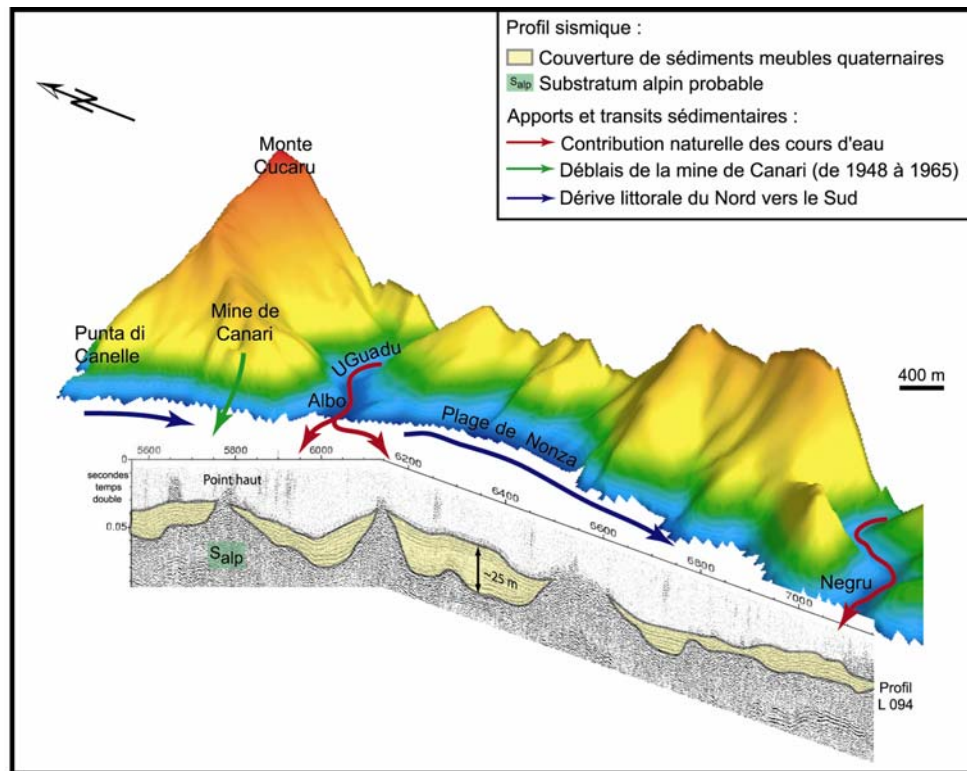 Profil sismique :
Couverture de sédiments meubles quaternaires
Salp Substratum alpin probable
Apports et transits sédimentaires :
Contribution naturelle des cours d'eau
Déblais de la mine de Canari (de 1948 à 1965)
Dérive littorale du Nord vers le Sud
N
Monte
Cucaru
Mine de
Canari
Punta di
Canelle
UGuadu
Albo
Plage de Nonza
400 m
Negru
5600 5800 6000 6200 6400 6600 6800 7000
0
secondes
temps
double
0.05
Point haut
Salp
~25 m
Profil
L 094